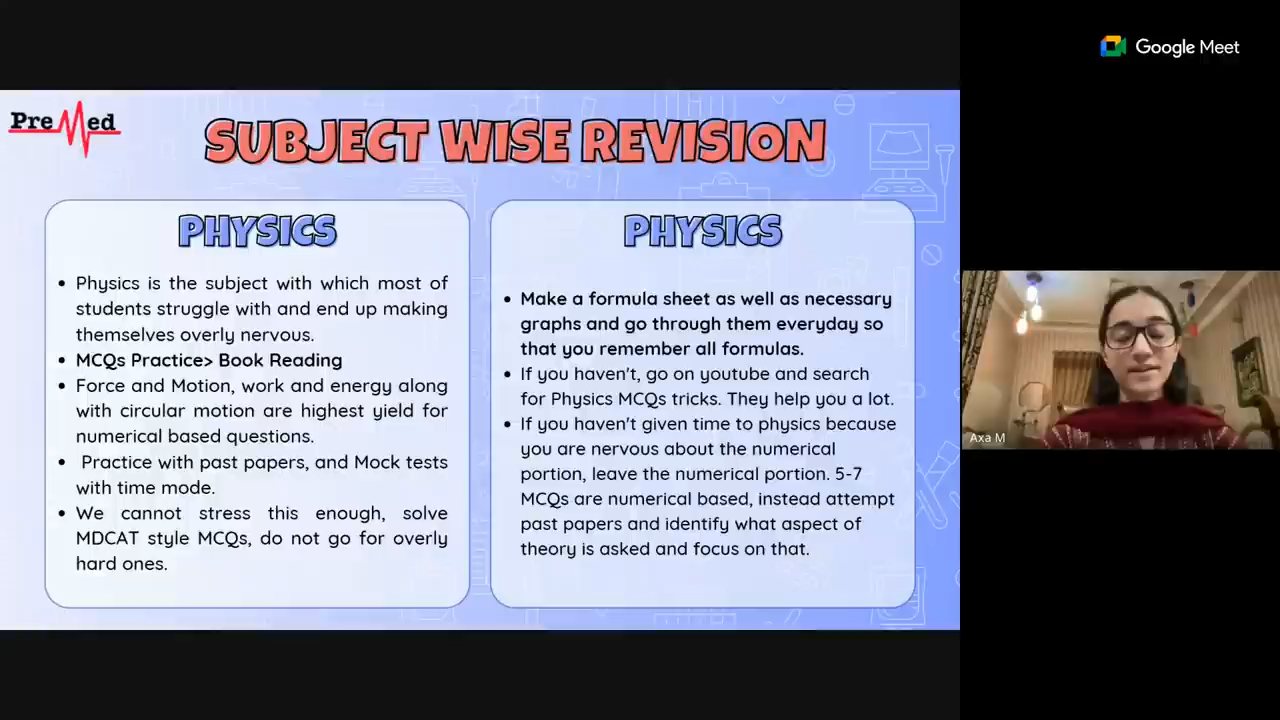 Google Meet
PreMed
SUBJECT WISE REVISION
PHYSICS
• Physics is the subject with which most of
students struggle with and end up making
themselves overly nervous.
• MCQs Practice> Book Reading
• Force and Motion, work and energy along
with circular motion are highest yield for
numerical based questions.
• Practice with past papers, and Mock tests
with time mode.
• We cannot stress this enough, solve
MDCAT style MCQs, do not go for overly
hard ones.
PHYSICS
• Make a formula sheet as well as necessary
graphs and go through them everyday so
that you remember all formulas.
• If you haven't, go on youtube and search
for Physics MCQs tricks. They help you a lot.
• If you haven't given time to physics because
you are nervous about the numerical
portion, leave the numerical portion. 5-7
MCQs are numerical based, instead attempt
past papers and identify what aspect of
theory is asked and focus on that.
Axa M